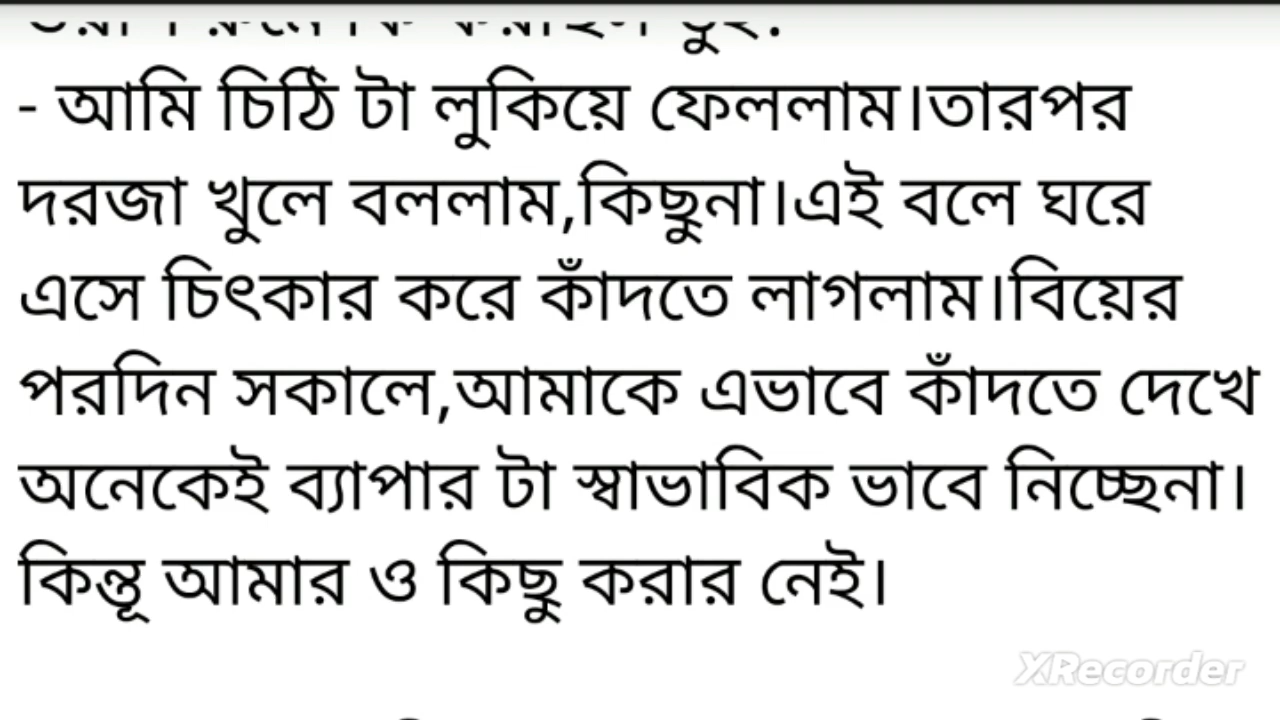 - আমি চিঠি টা লুকিয়ে ফেললাম।তারপর
দরজা খুলে বললাম,কিছুনা।এই বলে ঘরে
এসে চিৎকার করে কাঁদতে লাগলাম।বিয়ের
পরদিন সকালে,আমাকে এভাবে কাঁদতে দেখে
অনেকেই ব্যাপার টা স্বাভাবিক ভাবে নিচ্ছেনা।
কিন্তূ আমার ও কিছু করার নেই।
XRecorder